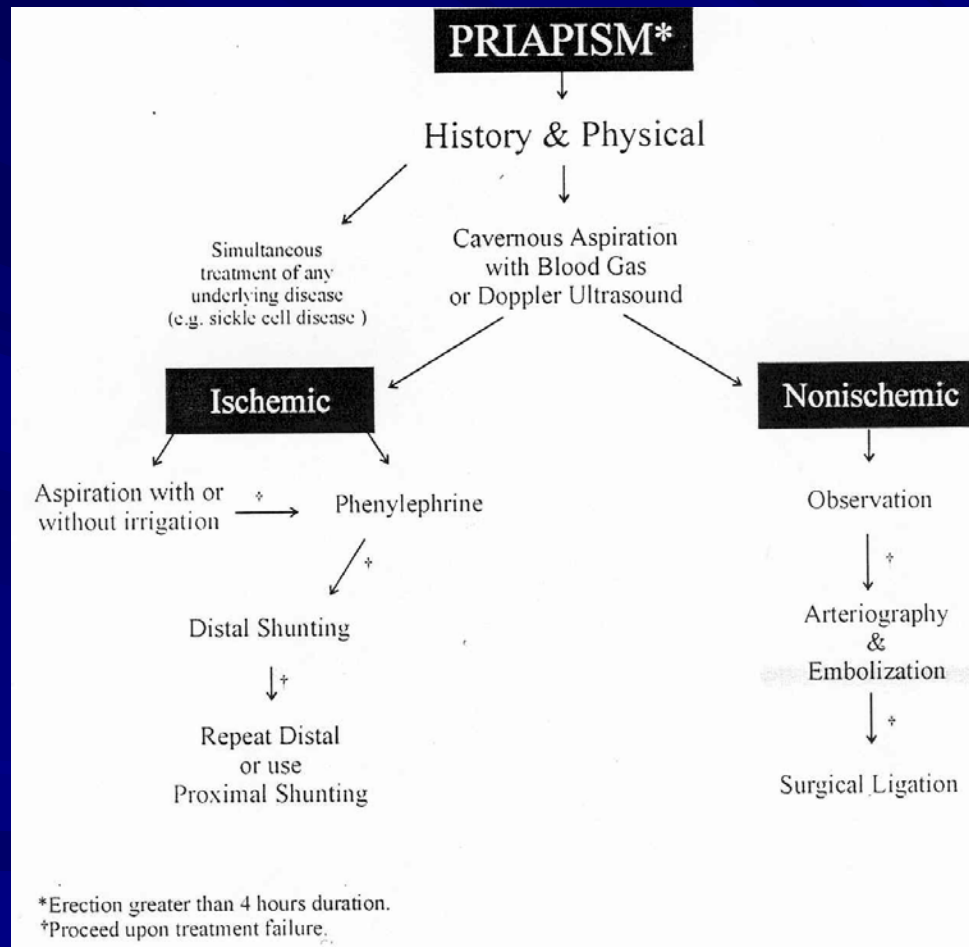 PRIAPISM*
History & Physical
Simultaneous
treatment of any
underlying disease
(e.g. sickle cell disease )
Cavernous Aspiration
with Blood Gas
or Doppler Ultrasound
Ischemic
Nonischemic
Aspiration with or
without irrigation
†
Phenylephrine
†
Distal Shunting
†
Repeat Distal
or use
Proximal Shunting
Observation
†
Arteriography
&
Embolization
†
Surgical Ligation
*Erection greater than 4 hours duration.
†Proceed upon treatment failure.